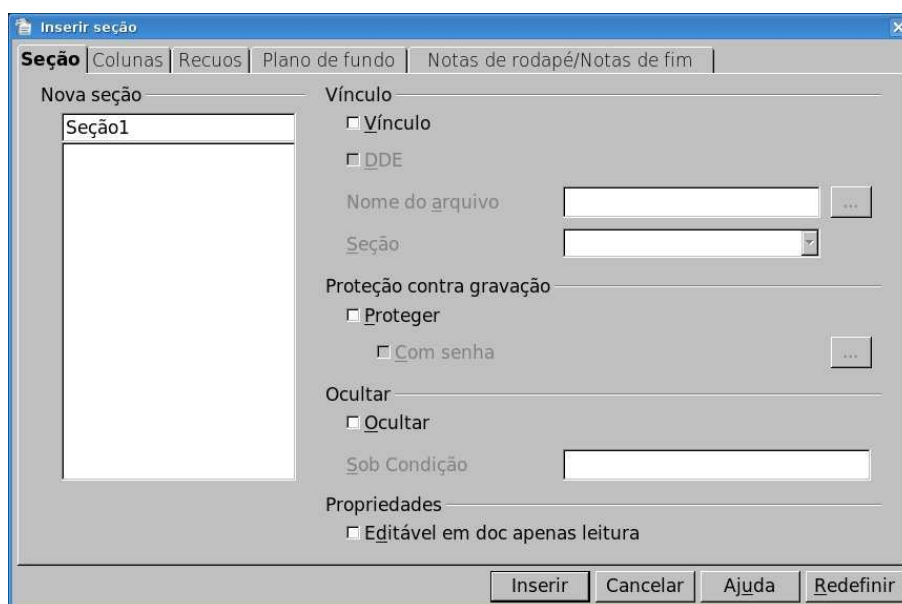 Inserir seção
Seção Colunas Recuos Plano de fundo Notas de rodapé/Notas de fim
Nova seção
Seção1
Vínculo
Vínculo
DDE
Nome do arquivo ...
Seção
Proteção contra gravação
Proteger
Com senha ...
Ocultar
Ocultar
Sob Condição
Propriedades
Editável em doc apenas leitura
Inserir Cancelar Ajuda Redefinir